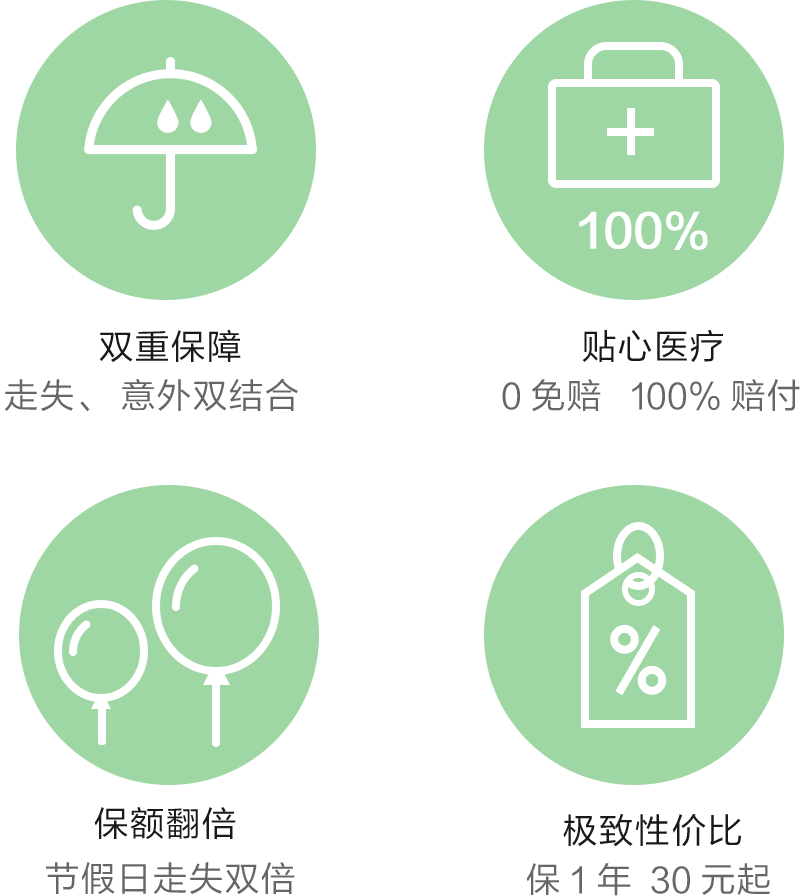 100%
双重保障
走失、 意外双结合
贴心医疗
0 免赔 100% 赔付
%
保额翻倍
节假日走失双倍
极致性价比
保 1 年 30 元起